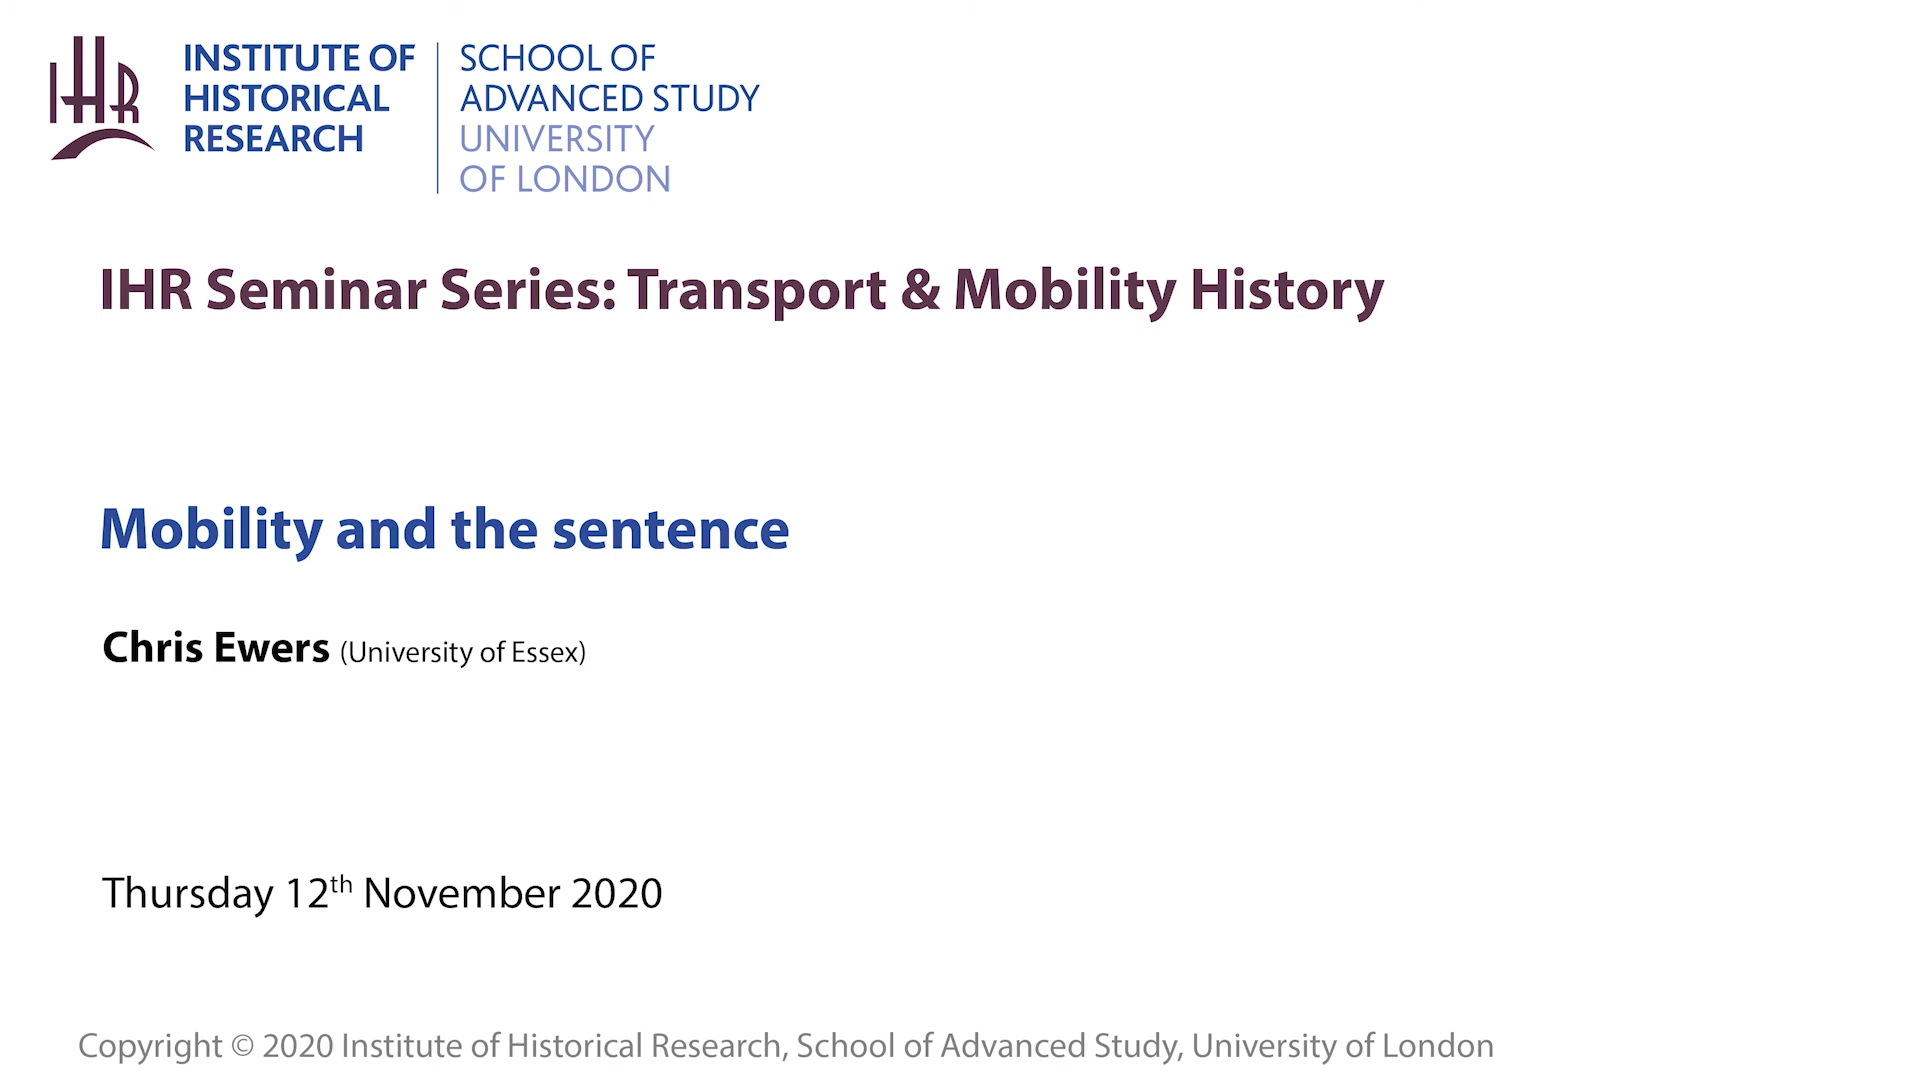 IHR
INSTITUTE OF
HISTORICAL
RESEARCH
SCHOOL OF
ADVANCED STUDY
UNIVERSITY
OF LONDON
IHR Seminar Series: Transport & Mobility History
Mobility and the sentence
Chris Ewers (University of Essex)
Thursday 12th November 2020
Copyright © 2020 Institute of Historical Research, School of Advanced Study, University of London